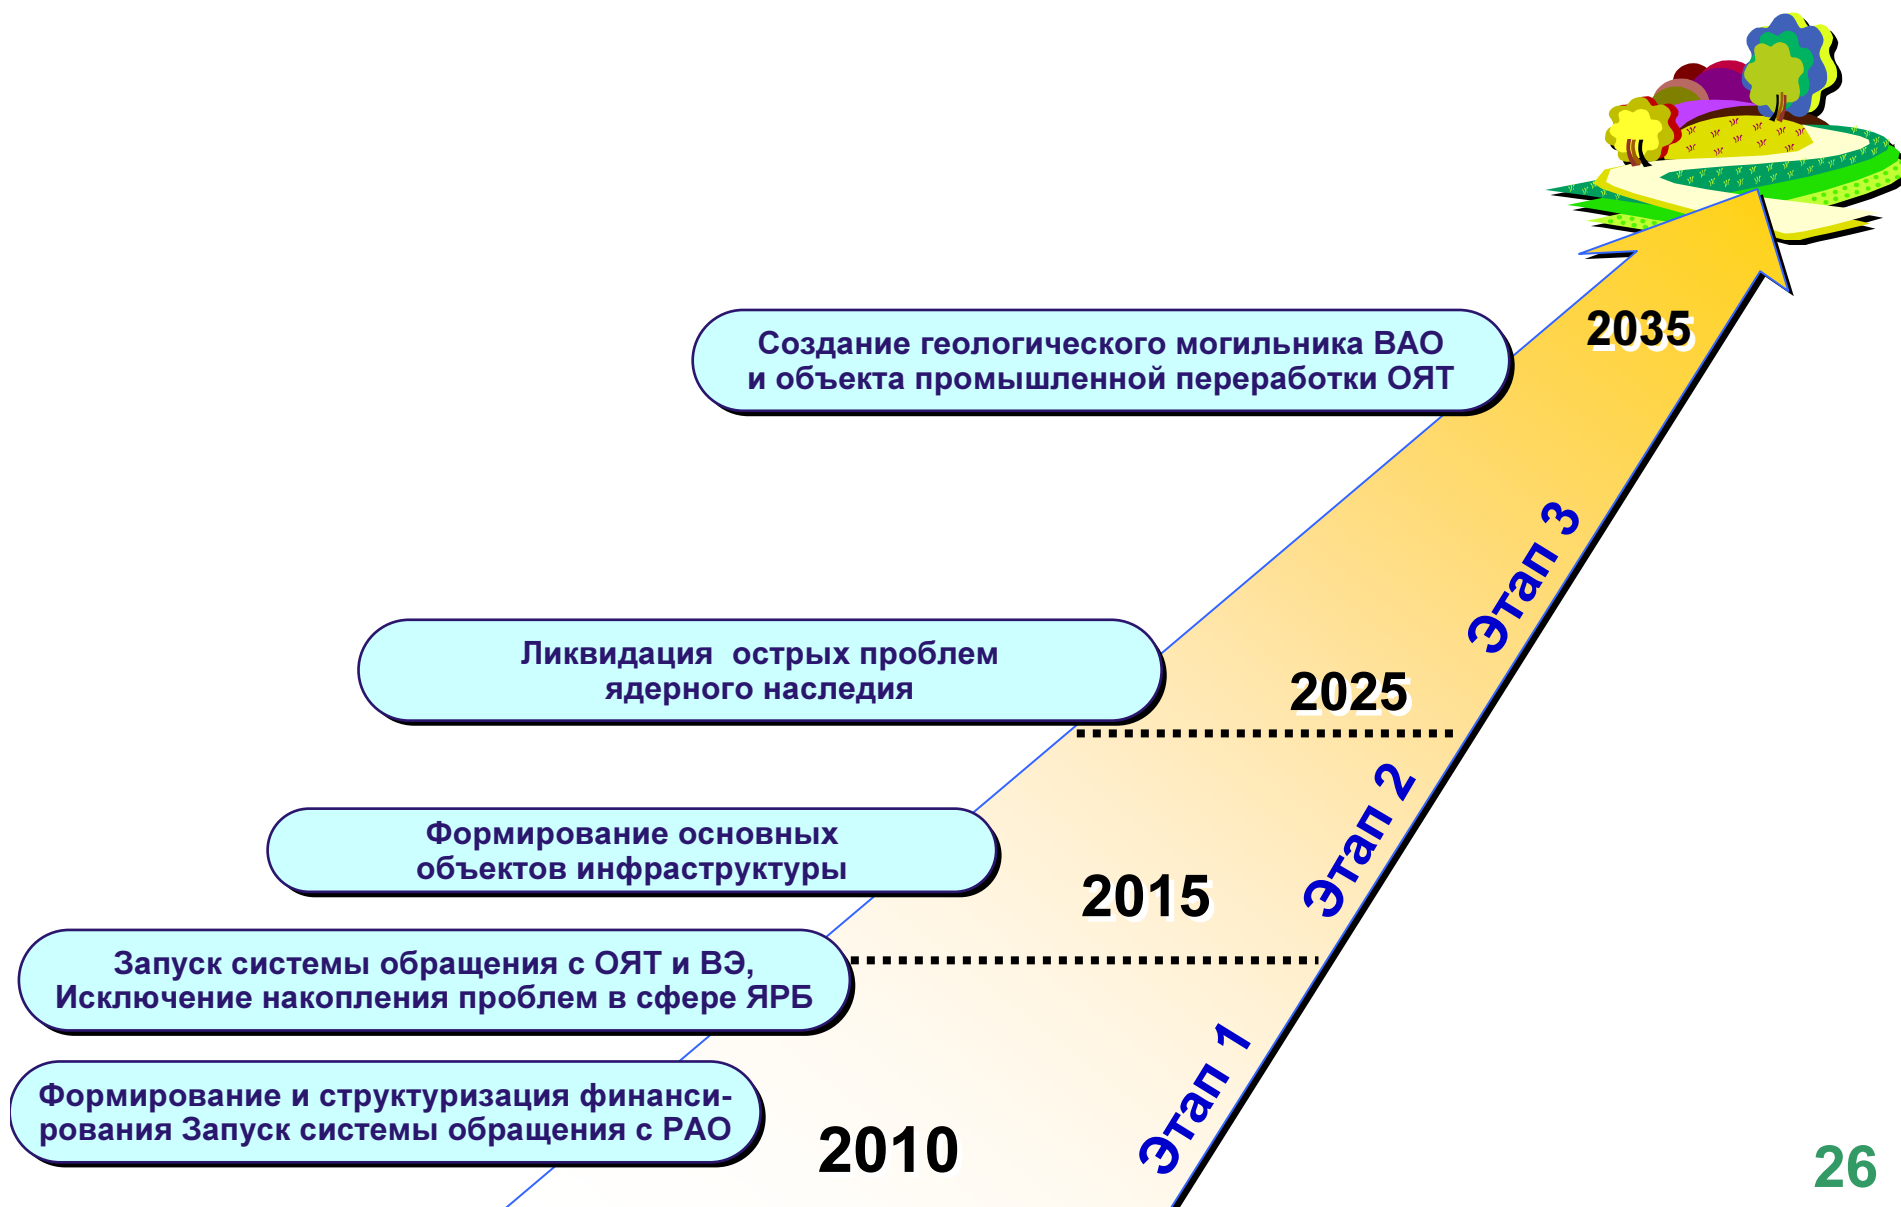 2035
Создание геологического могильника ВАО
и объекта промышленной переработки ОЯТ
Этап 3
Ликвидация острых проблем
ядерного наследия
2025
Этап 2
Формирование основных
объектов инфраструктуры
2015
Запуск системы обращения с ОЯТ и ВЭ,
Исключение накопления проблем в сфере ЯРБ
Этап 1
Формирование и структуризация финанси-
рования Запуск системы обращения с РАО
2010
26